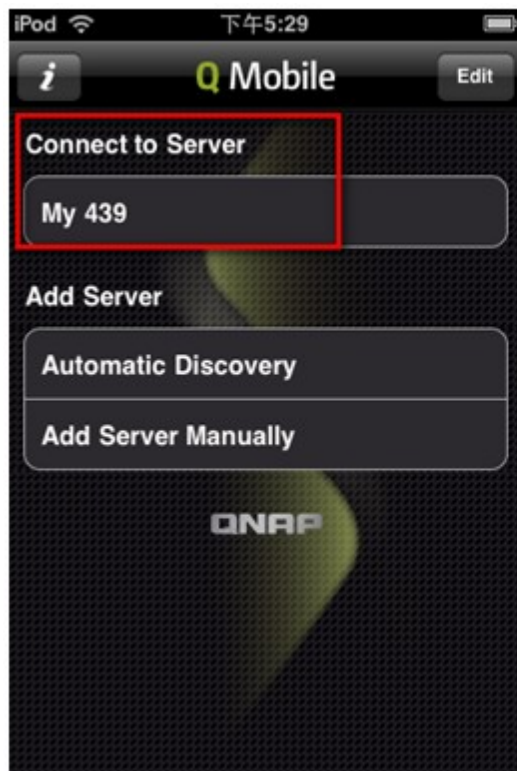 iPod 下午5:29
i Q Mobile Edit
Connect to Server
My 439
Add Server
Automatic Discovery
Add Server Manually
QNAP